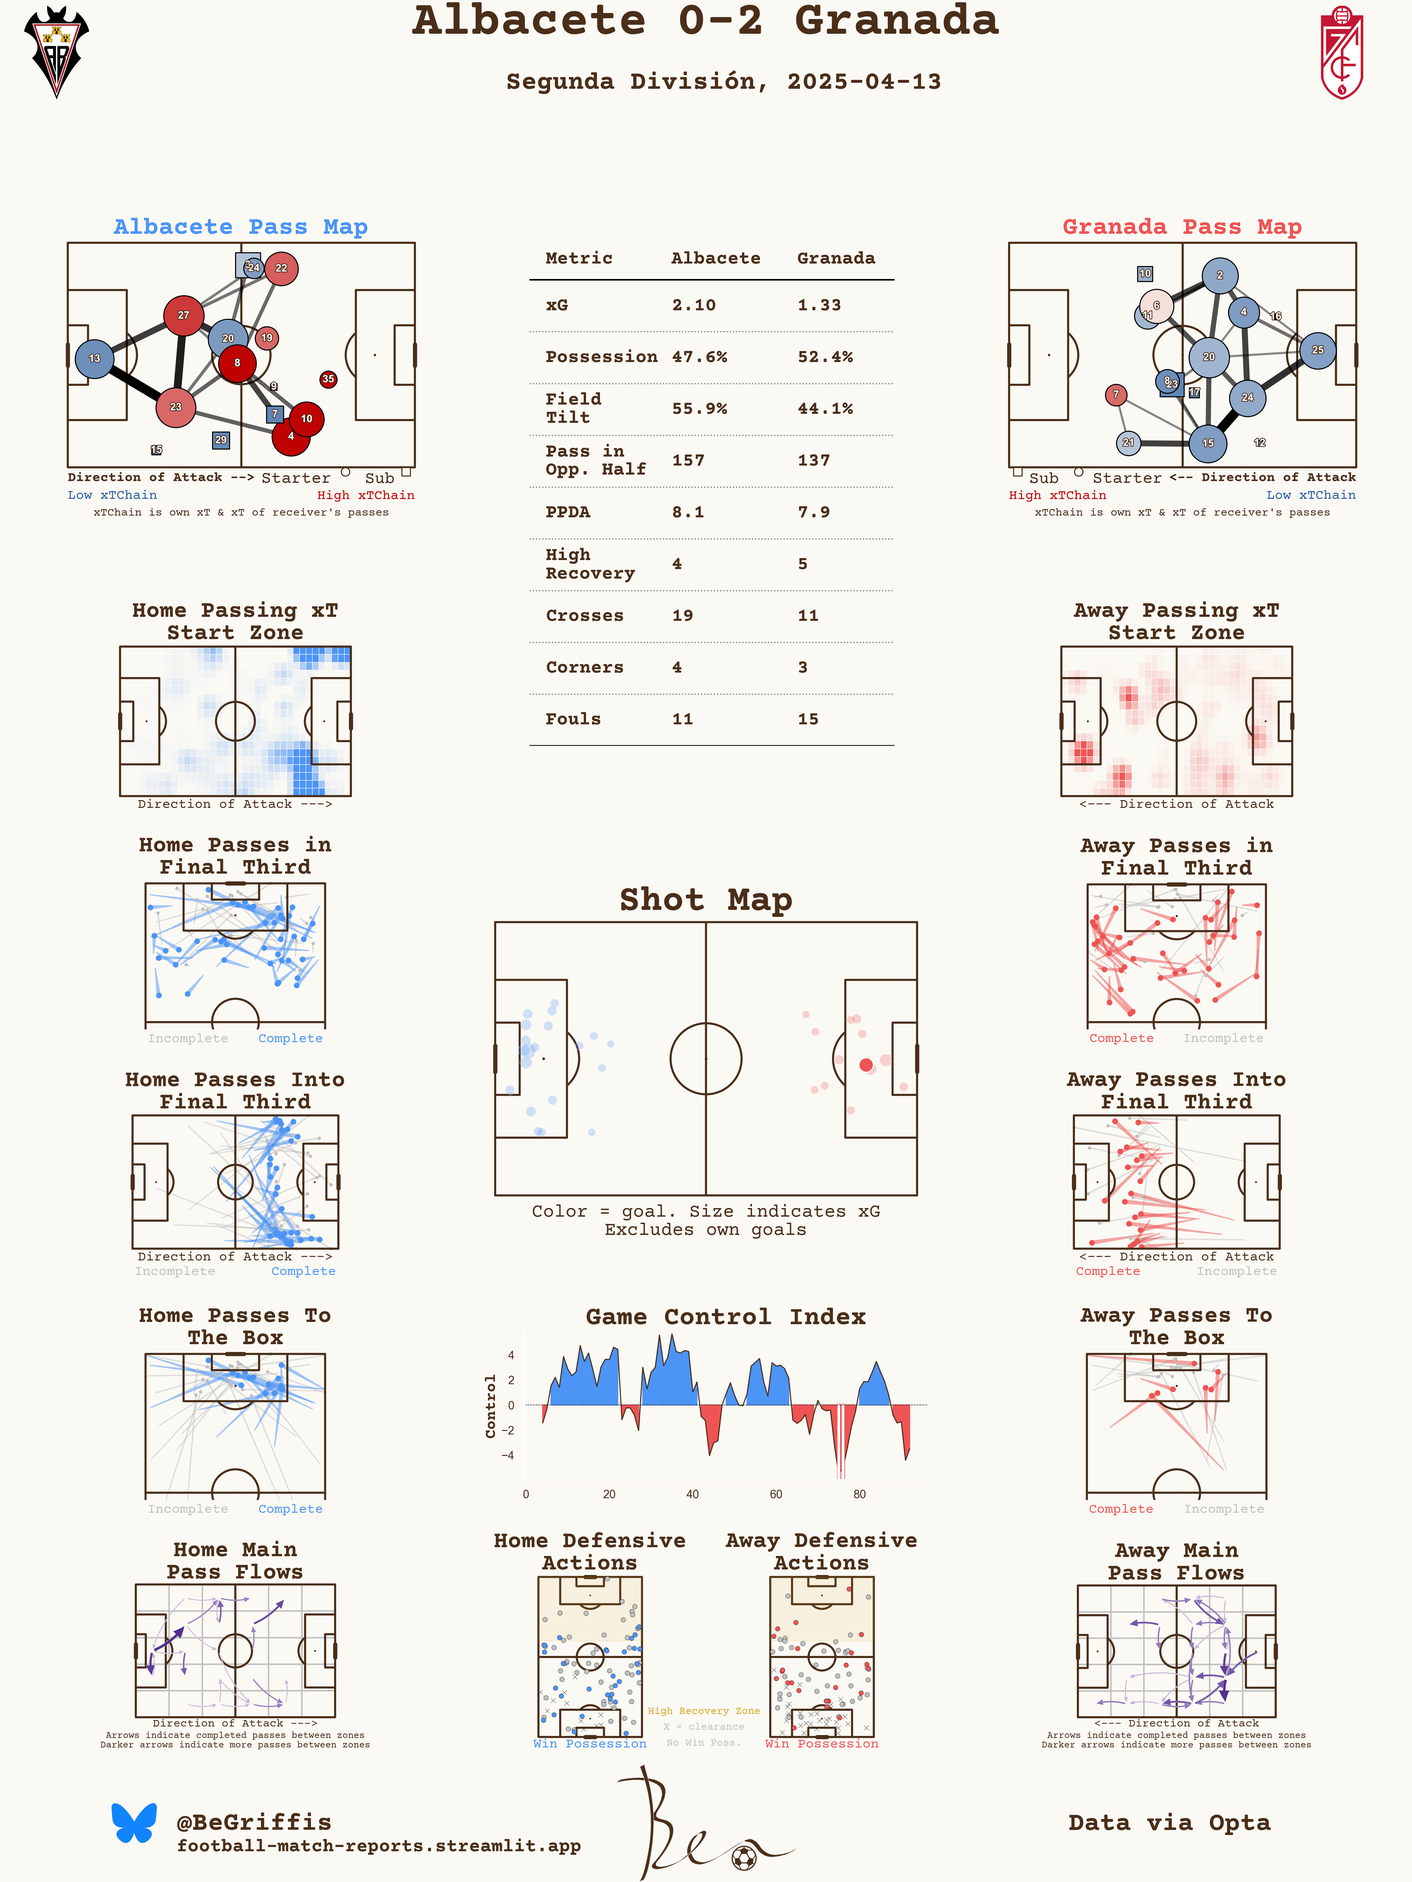 Albacete 0-2 Granada
Segunda División, 2025-04-13
Albacete Pass Map
22
24
27
20
19
13
8
9
35
23
7
10
4
29
15
Direction of Attack --> Starter Sub
Low xTChain High xTChain
xTChain is own xT & xT of receiver's passes
Metric Albacete Granada
xG 2.10 1.33
Possession 47.6% 52.4%
Field
Tilt 55.9% 44.1%
Pass in
Opp. Half 157 137
PPDA 8.1 7.9
High
Recovery 4 5
Crosses 19 11
Corners 4 3
Fouls 11 15
Granada Pass Map
10
2
6
11
4
16
25
20
8
23
17
7
24
21
15
12
Sub Starter <-- Direction of Attack
High xTChain Low xTChain
xTChain is own xT & xT of receiver's passes
Home Passing xT
Start Zone
Direction of Attack --->
Away Passing xT
Start Zone
<--- Direction of Attack
Home Passes in
Final Third
Incomplete Complete
Away Passes in
Final Third
Complete Incomplete
Shot Map
Color = goal. Size indicates xG
Excludes own goals
Home Passes Into
Final Third
Direction of Attack --->
Incomplete Complete
Away Passes Into
Final Third
<--- Direction of Attack
Complete Incomplete
Home Passes To
The Box
Incomplete Complete
Game Control Index
Control
4
2
0
−2
−4
0 20 40 60 80
Away Passes To
The Box
Complete Incomplete
Home Main
Pass Flows
Direction of Attack --->
Arrows indicate completed passes between zones
Darker arrows indicate more passes between zones
Home Defensive
Actions
Win Possession
Away Defensive
Actions
Win Possession
High Recovery Zone
X = clearance
No Win Poss.
Away Main
Pass Flows
<--- Direction of Attack
Arrows indicate completed passes between zones
Darker arrows indicate more passes between zones
@BeGriffis
football-match-reports.streamlit.app
Ben
Data via Opta